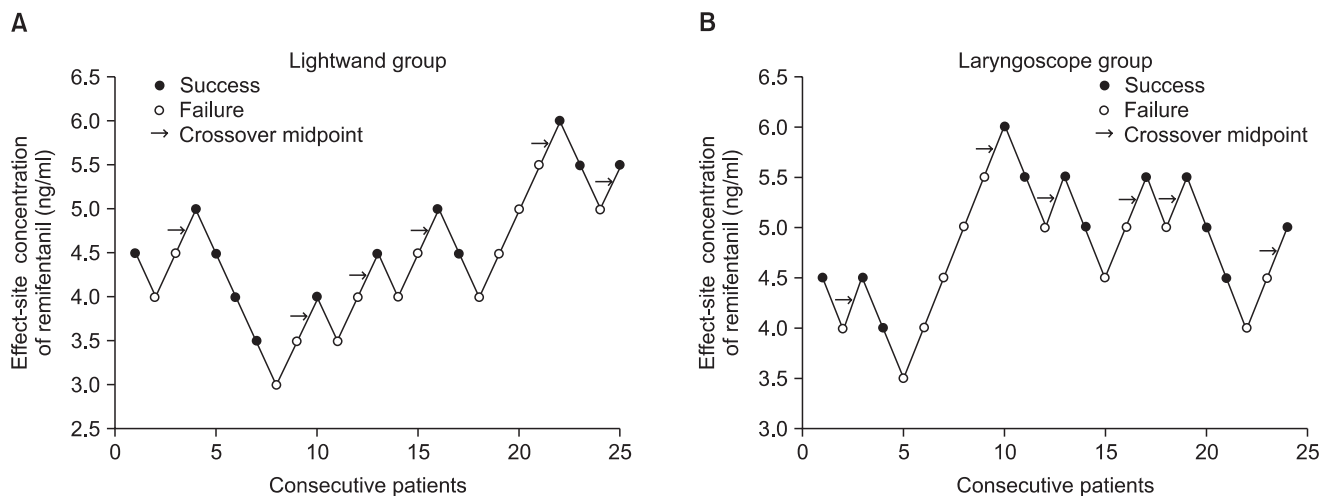 A
Lightwand group
Success
Failure
→ Crossover midpoint
Effect-site concentration
of remifentanil (ng/ml)
6.5
6.0
5.5
5.0
4.5
4.0
3.5
3.0
2.5
0 5 10 15 20 25
Consecutive patients
B
Laryngoscope group
Success
Failure
→ Crossover midpoint
Effect-site concentration
of remifentanil (ng/ml)
6.5
6.0
5.5
5.0
4.5
4.0
3.5
3.0
0 5 10 15 20 25
Consecutive patients